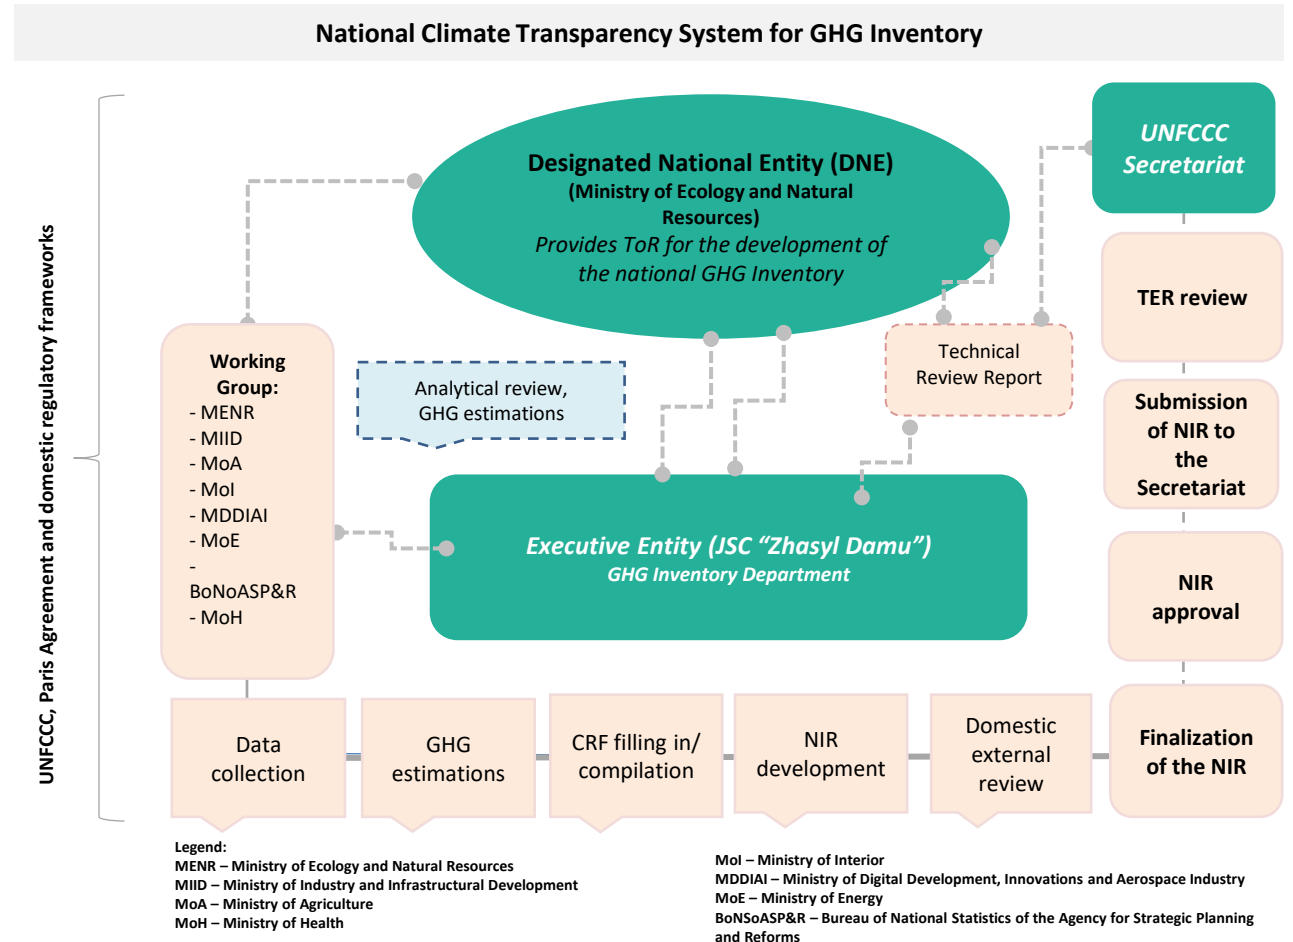 National Climate Transparency System for GHG Inventory
UNFCCC, Paris Agreement and domestic regulatory frameworks
Designated National Entity (DNE)
(Ministry of Ecology and Natural
Resources)
Provides ToR for the development of
the national GHG Inventory
UNFCCC
Secretariat
TER review
Submission
of NIR to
the
Secretariat
NIR
approval
Finalization
of the NIR
Technical
Review Report
Working
Group:
- MENR
- MIID
- MoA
- MoI
- MDDIAI
- MoE
-
BoNoASP&R
- MoH
Analytical review,
GHG estimations
Executive Entity (JSC “Zhasyl Damu”)
GHG Inventory Department
Data
collection
GHG
estimations
CRF filling in/
compilation
NIR
development
Domestic
external
review
Legend:
MENR – Ministry of Ecology and Natural Resources
MIID – Ministry of Industry and Infrastructural Development
MoA – Ministry of Agriculture
MoH – Ministry of Health
MoI – Ministry of Interior
MDDIAI – Ministry of Digital Development, Innovations and Aerospace Industry
MoE – Ministry of Energy
BoNSoASP&R – Bureau of National Statistics of the Agency for Strategic Planning
and Reforms